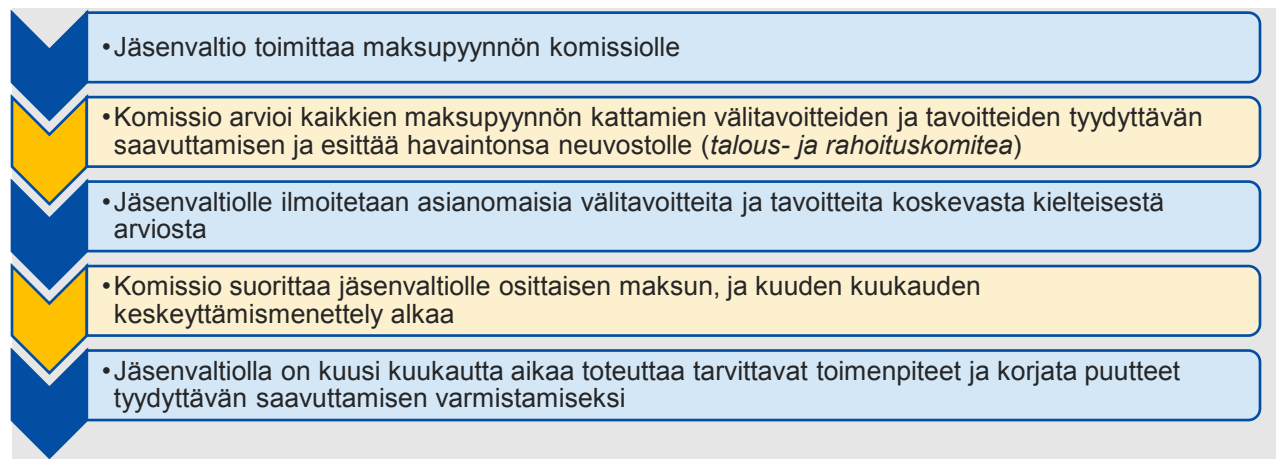 •Jäsenvaltio toimittaa maksupyynnön komissiolle
•Komissio arvioi kaikkien maksupyynnön kattamien välitavoitteiden ja tavoitteiden tyydyttävän
saavuttamisen ja esittää havaintonsa neuvostolle (talous- ja rahoituskomitea)
•Jäsenvaltiolle ilmoitetaan asianomaisia välitavoitteita ja tavoitteita koskevasta kielteisestä
arviosta
•Komissio suorittaa jäsenvaltiolle osittaisen maksun, ja kuuden kuukauden
keskeyttämismenettely alkaa
•Jäsenvaltiolla on kuusi kuukautta aikaa toteuttaa tarvittavat toimenpiteet ja korjata puutteet
tyydyttävän saavuttamisen varmistamiseksi